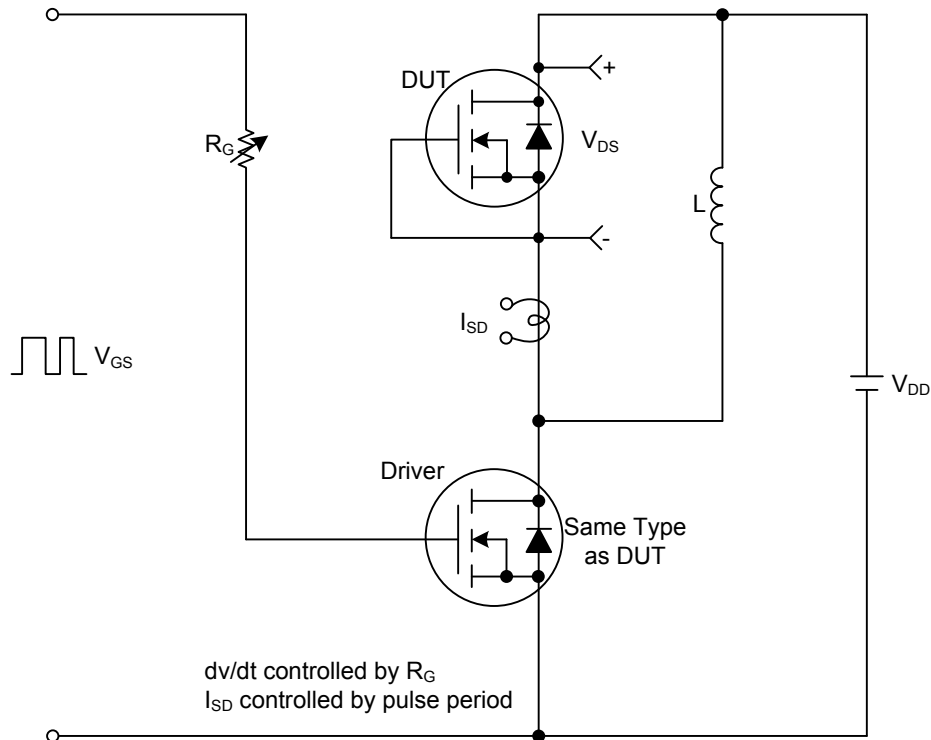 DUT
+
R_G
V_DS
L
-
I_SD
V_GS
V_DD
Driver
Same Type
as DUT
dv/dt controlled by R_G
I_SD controlled by pulse period